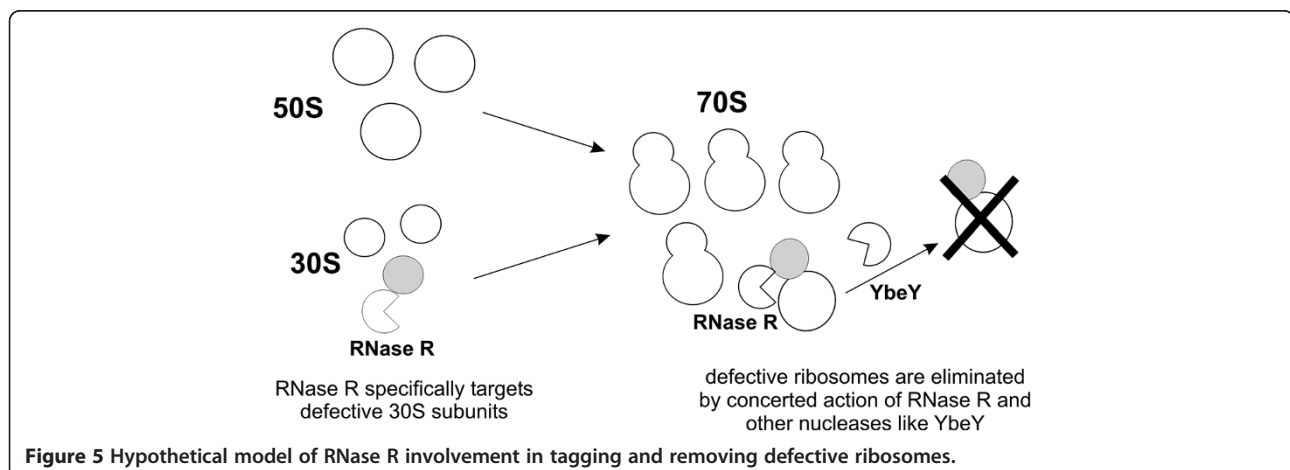 50S
70S
30S
RNase R
RNase R
YbeY
RNase R specifically targets
defective 30S subunits
defective ribosomes are eliminated
by concerted action of RNase R and
other nucleases like YbeY
Figure 5 Hypothetical model of RNase R involvement in tagging and removing defective ribosomes.